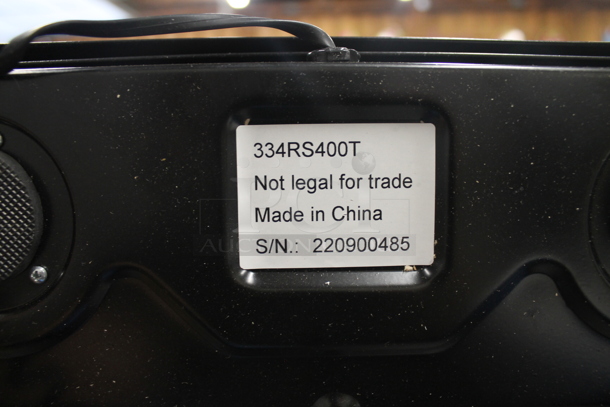 334RS400T
Not legal for trade
Made in China
S/N.: 220900485